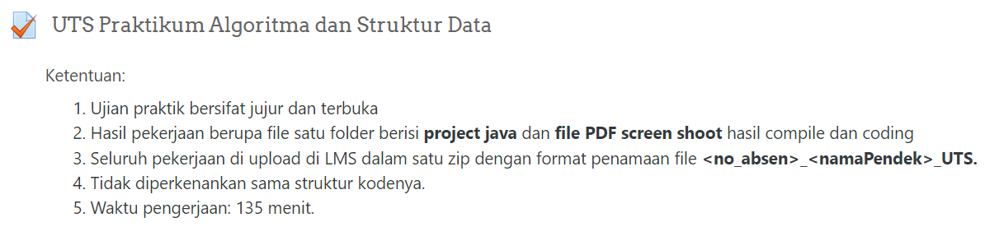 UTS Praktikum Algoritma dan Struktur Data
Ketentuan:
1. Ujian praktik bersifat jujur dan terbuka
2. Hasil pekerjaan berupa file satu folder berisi project java dan file PDF screen shoot hasil compile dan coding
3. Seluruh pekerjaan di upload di LMS dalam satu zip dengan format penamaan file <no_absen>_<namaPendek>_UTS.
4. Tidak diperkenankan sama struktur kodenya.
5. Waktu pengerjaan: 135 menit.